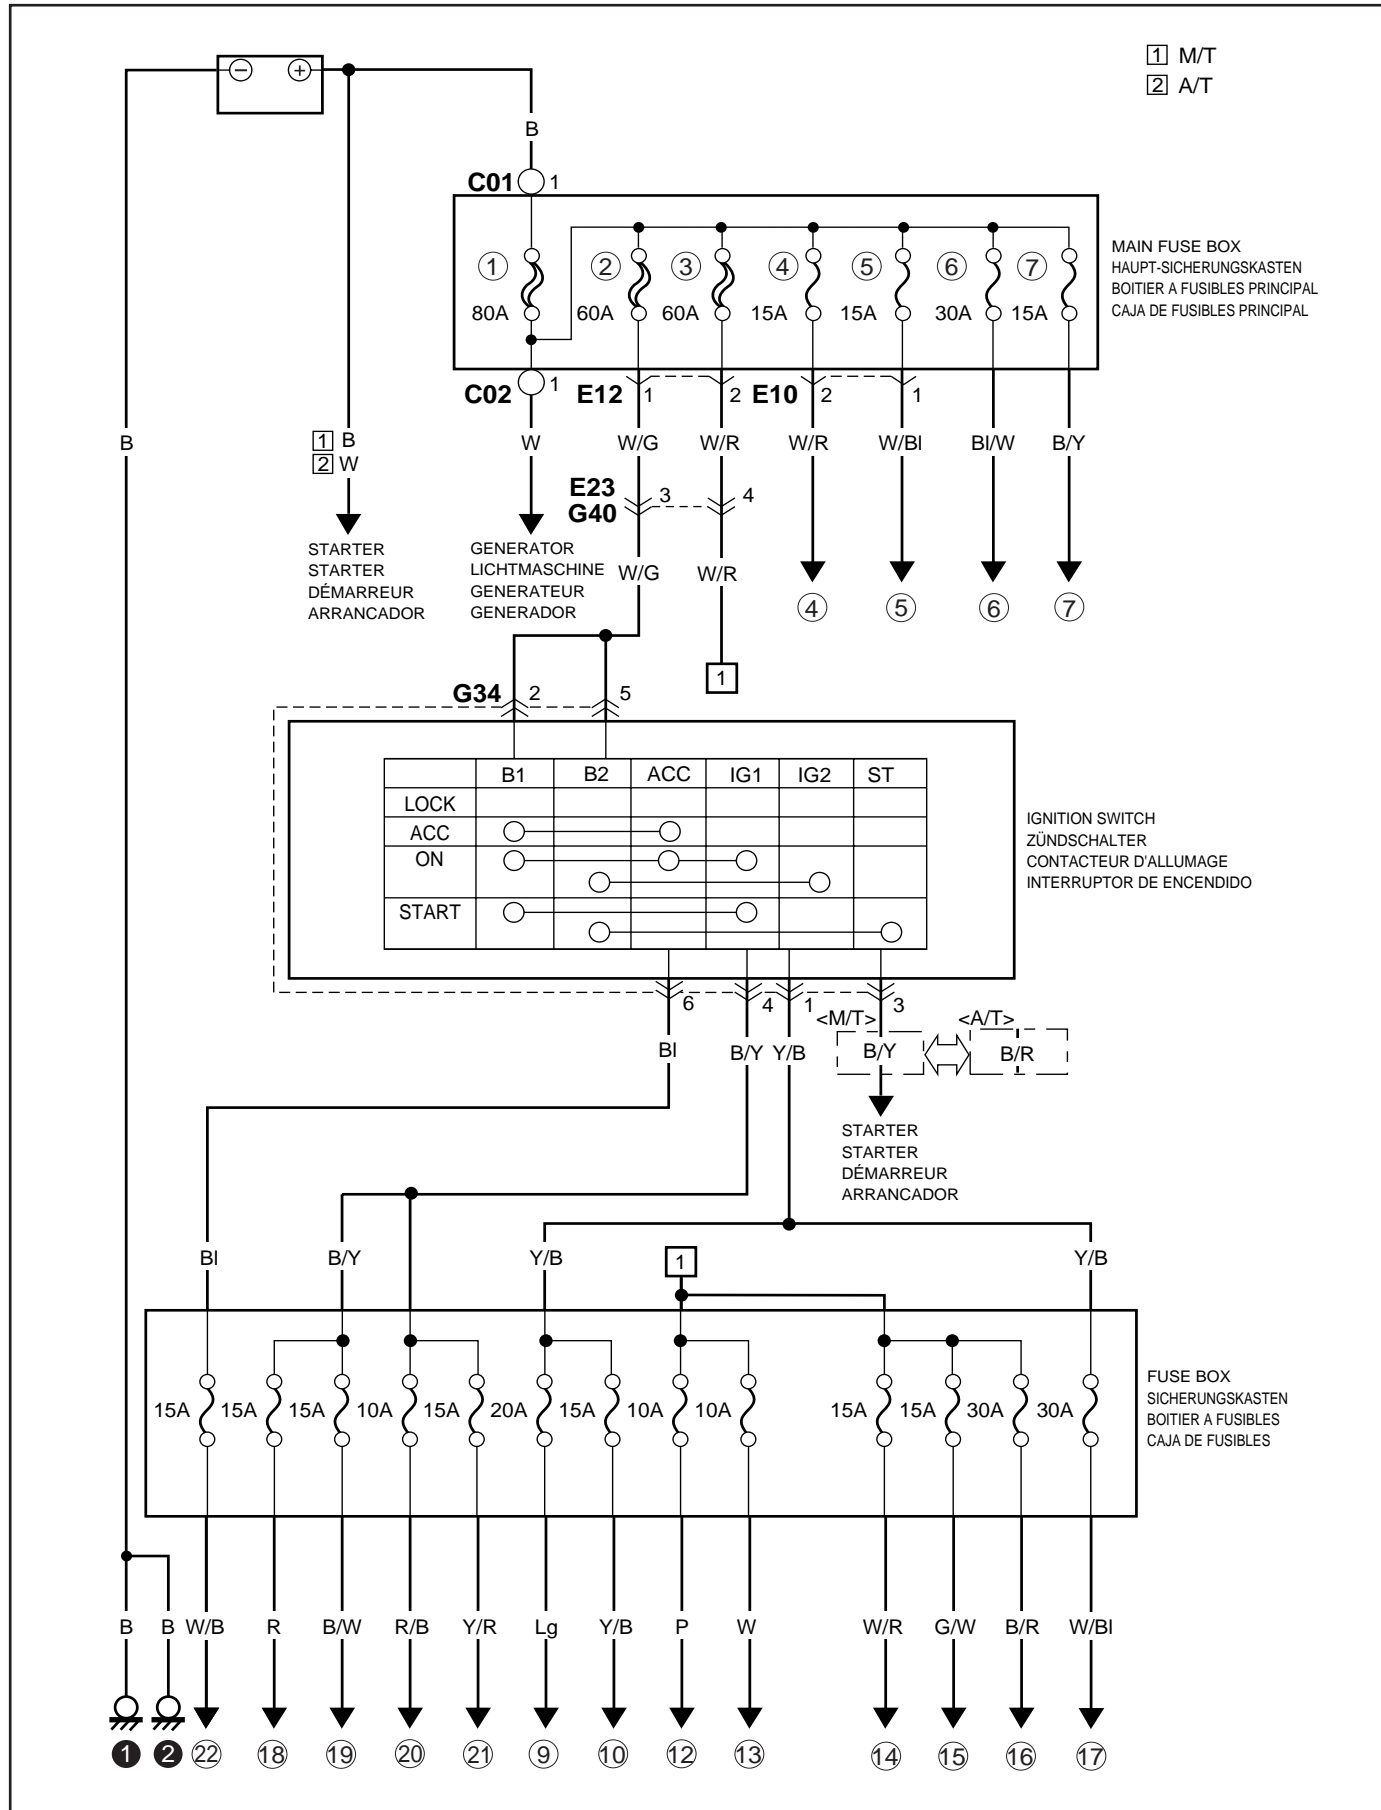 − +
1 M/T
2 A/T
B
C01 1
MAIN FUSE BOX
HAUPT-SICHERUNGSKASTEN
BOITIER A FUSIBLES PRINCIPAL
CAJA DE FUSIBLES PRINCIPAL
① ② ③ ④ ⑤ ⑥ ⑦
80A 60A 60A 15A 15A 30A 15A
C02 1 E12 1 2 E10 2 1
B
1 B
2 W
W W/G W/R W/R W/Bl Bl/W B/Y
E23
G40
3 4
STARTER
STARTER
DÉMARREUR
ARRANCADOR
GENERATOR
LICHTMASCHINE
GENERATEUR
GENERADOR
W/G W/R
④ ⑤ ⑥ ⑦
1
G34 2 5
B1 B2 ACC IG1 IG2 ST
LOCK
ACC
ON
START
IGNITION SWITCH
ZÜNDSCHALTER
CONTACTEUR D'ALLUMAGE
INTERRUPTOR DE ENCENDIDO
6 4 1 3
<M/T> <A/T>
Bl B/Y Y/B B/Y B/R
STARTER
STARTER
DÉMARREUR
ARRANCADOR
Bl B/Y Y/B 1 Y/B
FUSE BOX
SICHERUNGSKASTEN
BOITIER A FUSIBLES
CAJA DE FUSIBLES
15A 15A 15A 10A 15A 20A 15A 10A 10A 15A 15A 30A 30A
B B W/B R B/W R/B Y/R Lg Y/B P W W/R G/W B/R W/Bl
❶ ❷ ㉒ ⑱ ⑲ ⑳ ㉑ ⑨ ⑩ ⑫ ⑬ ⑭ ⑮ ⑯ ⑰